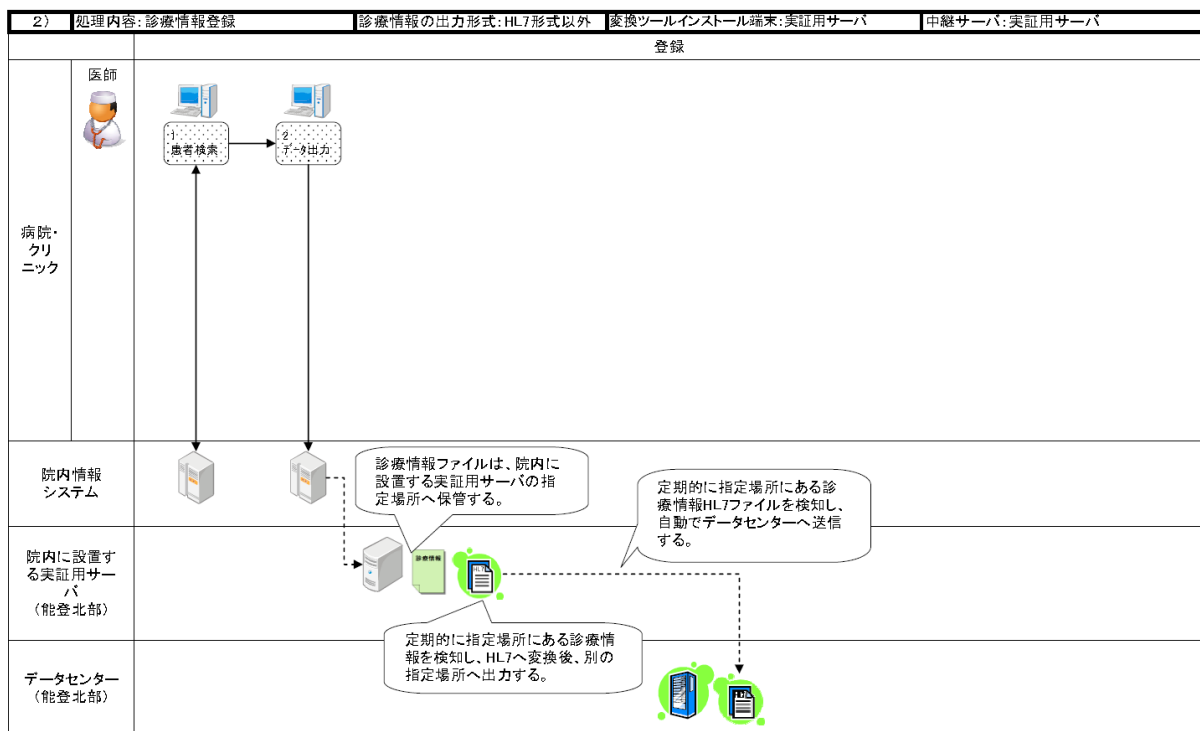 2) 処理内容:診療情報登録 診療情報の出力形式:HL7形式以外 変換ツールインストール端末:実証用サーバ 中継サーバ:実証用サーバ
登録
医師
1
患者検索
2
データ出力
病院・
クリ
ニック
院内情報
システム
診療情報ファイルは、院内に
設置する実証用サーバの指
定場所へ保管する。
定期的に指定場所にある診
療情報HL7ファイルを検知し、
自動でデータセンターへ送信
する。
院内に設置す
る実証用サー
バ
(能登北部)
診療情報
HL7
定期的に指定場所にある診療情
報を検知し、HL7へ変換後、別の
指定場所へ出力する。
データセンター
(能登北部)
HL7